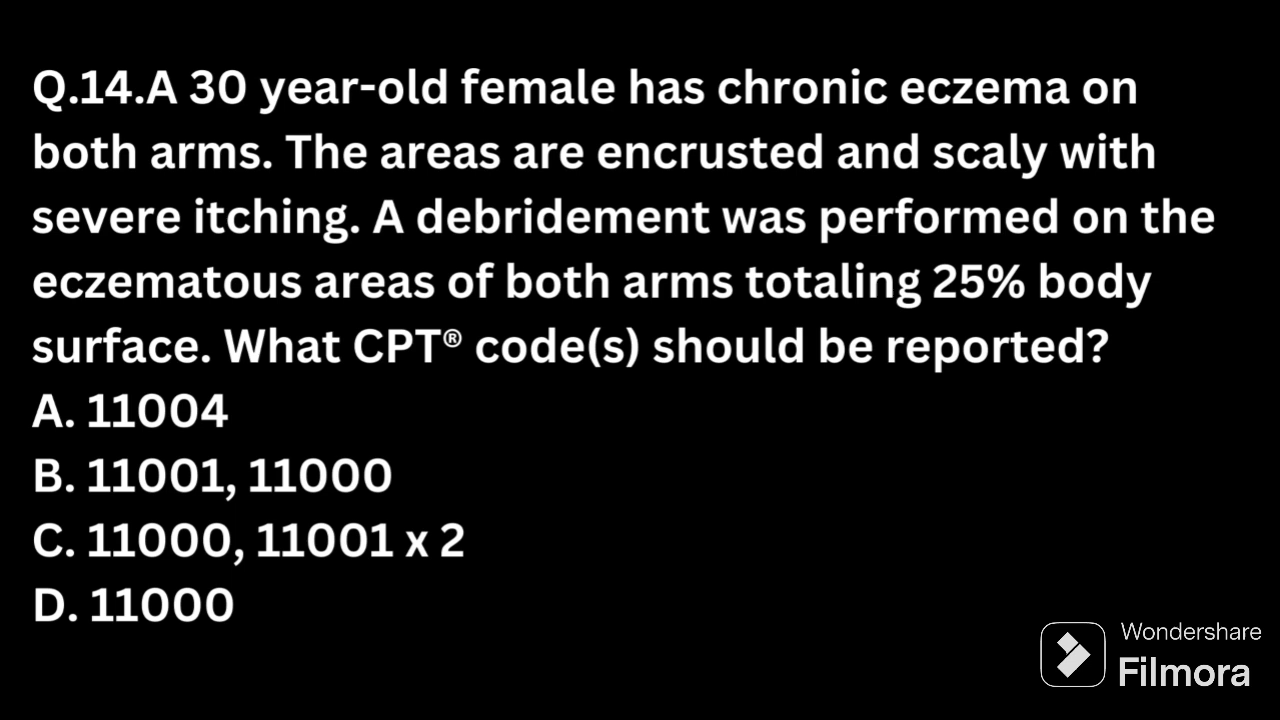 Q.14.A 30 year-old female has chronic eczema on
both arms. The areas are encrusted and scaly with
severe itching. A debridement was performed on the
eczematous areas of both arms totaling 25% body
surface. What CPT® code(s) should be reported?
A. 11004
B. 11001, 11000
C. 11000, 11001 x 2
D. 11000
Wondershare
Filmora